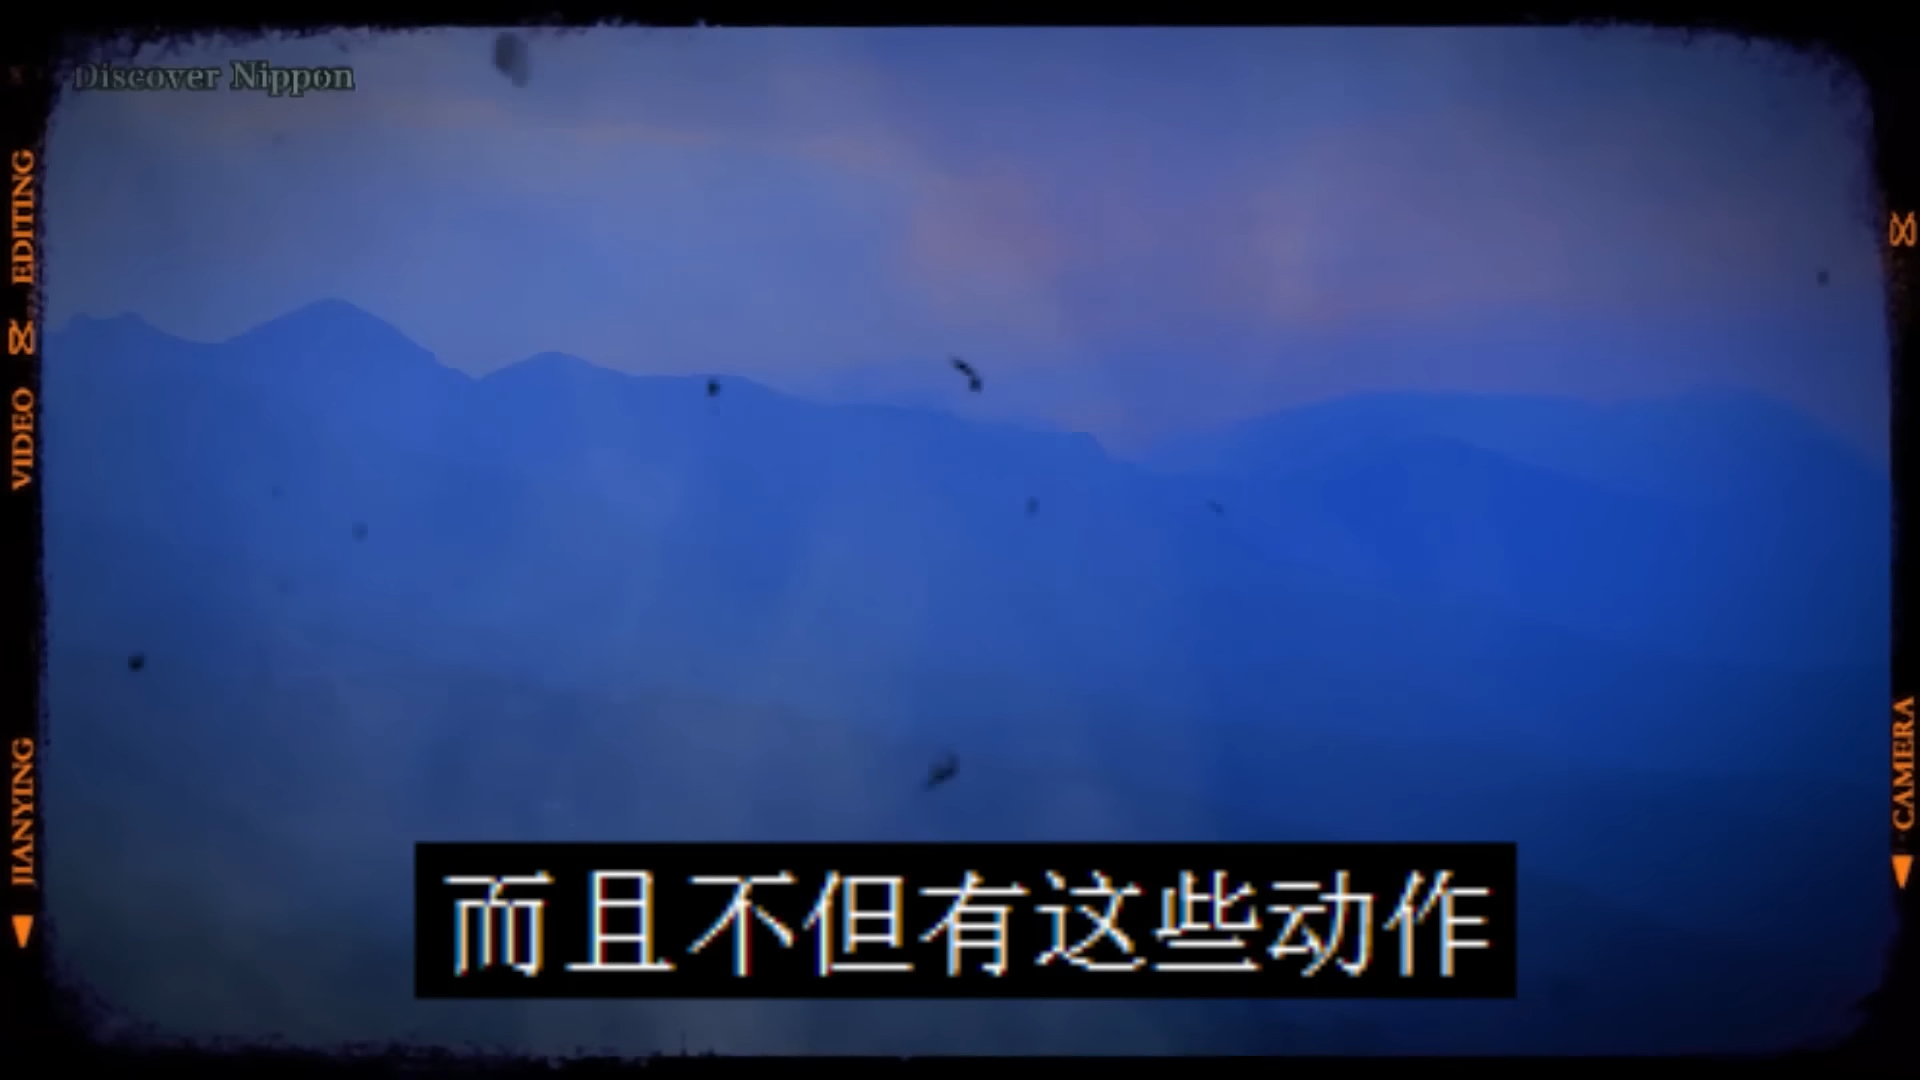 Discover Nippon
VIDEO EDITING
JIANYING
CAMERA
而且不但有这些动作